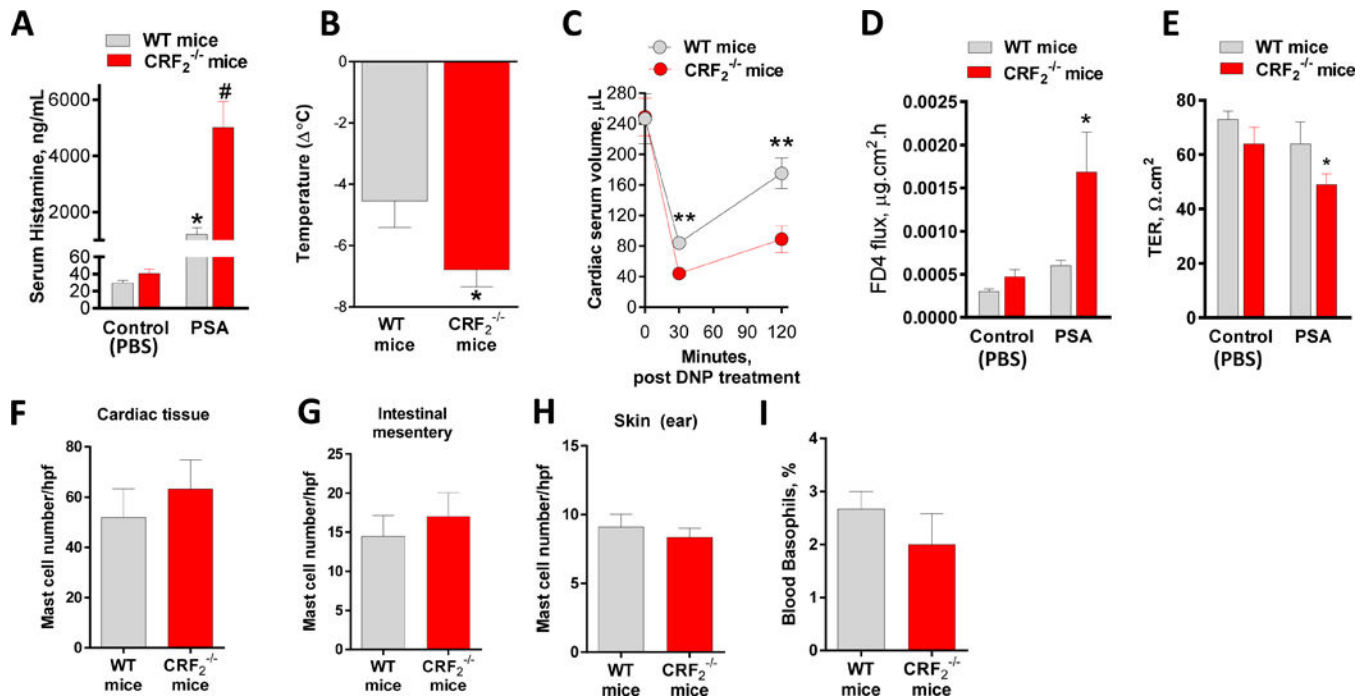 A
WT mice
CRF2-/- mice
Serum Histamine, ng/mL
6000
4000
2000
60
40
20
0
*
#
Control
(PBS)
PSA
B
Temperature (Δ°C)
0
-2
-4
-6
-8
*
WT
mice
CRF2-/-
mice
C
WT mice
CRF2-/- mice
Cardiac serum volume, μL
280
240
200
160
120
80
40
0
**
**
0
30
60
90
120
Minutes,
post DNP treatment
D
WT mice
CRF2-/- mice
FD4 flux, μg.cm2.h
0.0025
0.0020
0.0015
0.0010
0.0005
0.0000
*
Control
(PBS)
PSA
E
WT mice
CRF2-/- mice
TER, Ω.cm2
80
60
40
20
0
*
Control
(PBS)
PSA
F
Cardiac tissue
Mast cell number/hpf
80
60
40
20
0
WT
mice
CRF2-/-
mice
G
Intestinal
mesentery
Mast cell number/hpf
25
20
15
10
5
0
WT
mice
CRF2-/-
mice
H
Skin (ear)
Mast cell number/hpf
15
10
5
0
WT
mice
CRF2-/-
mice
I
Blood Basophils, %
4
3
2
1
0
WT
mice
CRF2-/-
mice